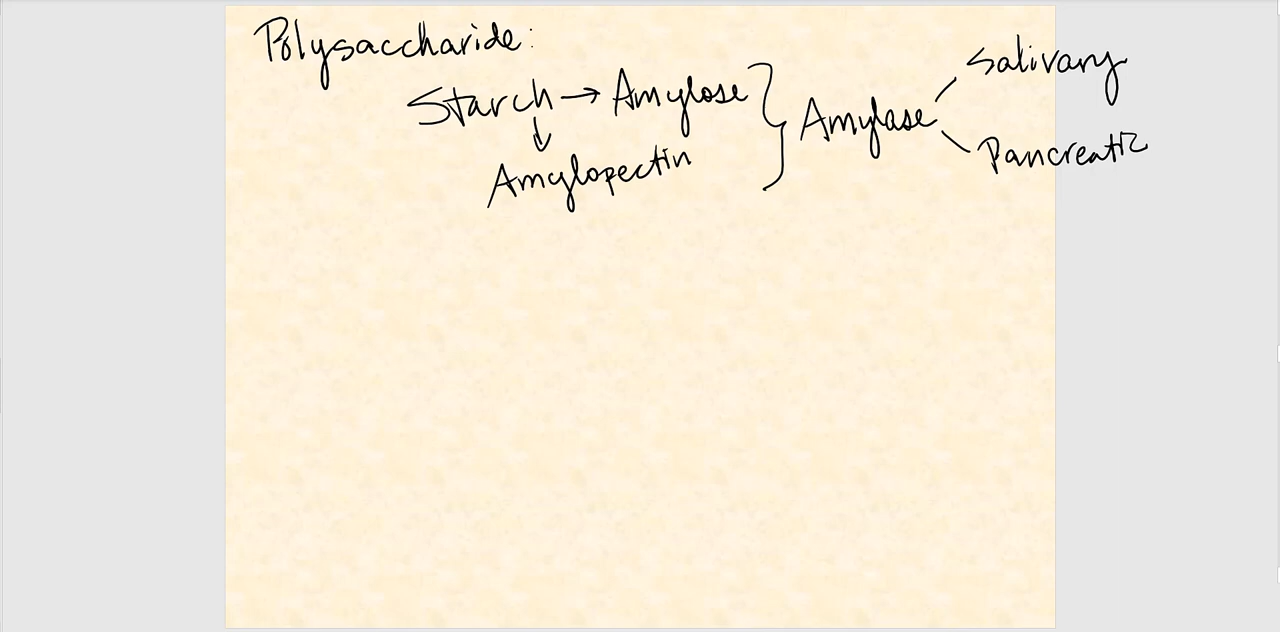 Polysaccharide:
Starch → Amylose } Amylase
Salivary
Pancreatic
↓
Amylopectin